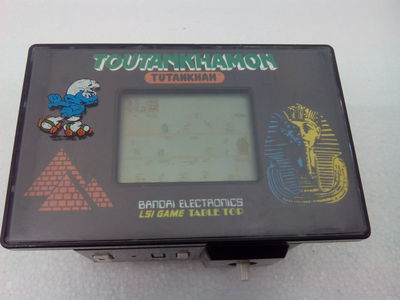 TOUTANKHAMON
TUTANKHAM
BANDAI ELECTRONICS
LSI GAME TABLE TOP